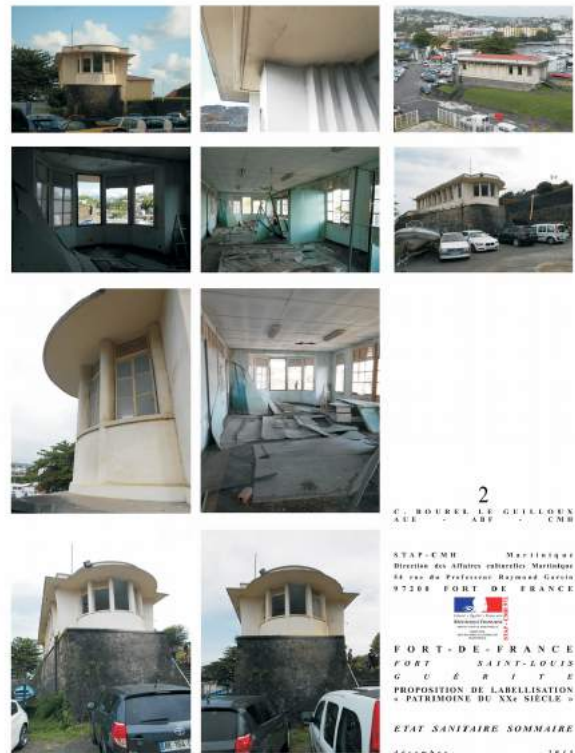 2
C. BOUREL LE GUILLOUX
AUE - ABF - CMH
STAP-CMH Martinique
Direction des Affaires culturelles Martinique
54 rue du Professeur Raymond Garcin
97200 FORT DE FRANCE
FORT-DE-FRANCE
FORT SAINT-LOUIS
GUÉRITE
PROPOSITION DE LABELLISATION
« PATRIMOINE DU XXe SIÈCLE »
ETAT SANITAIRE SOMMAIRE